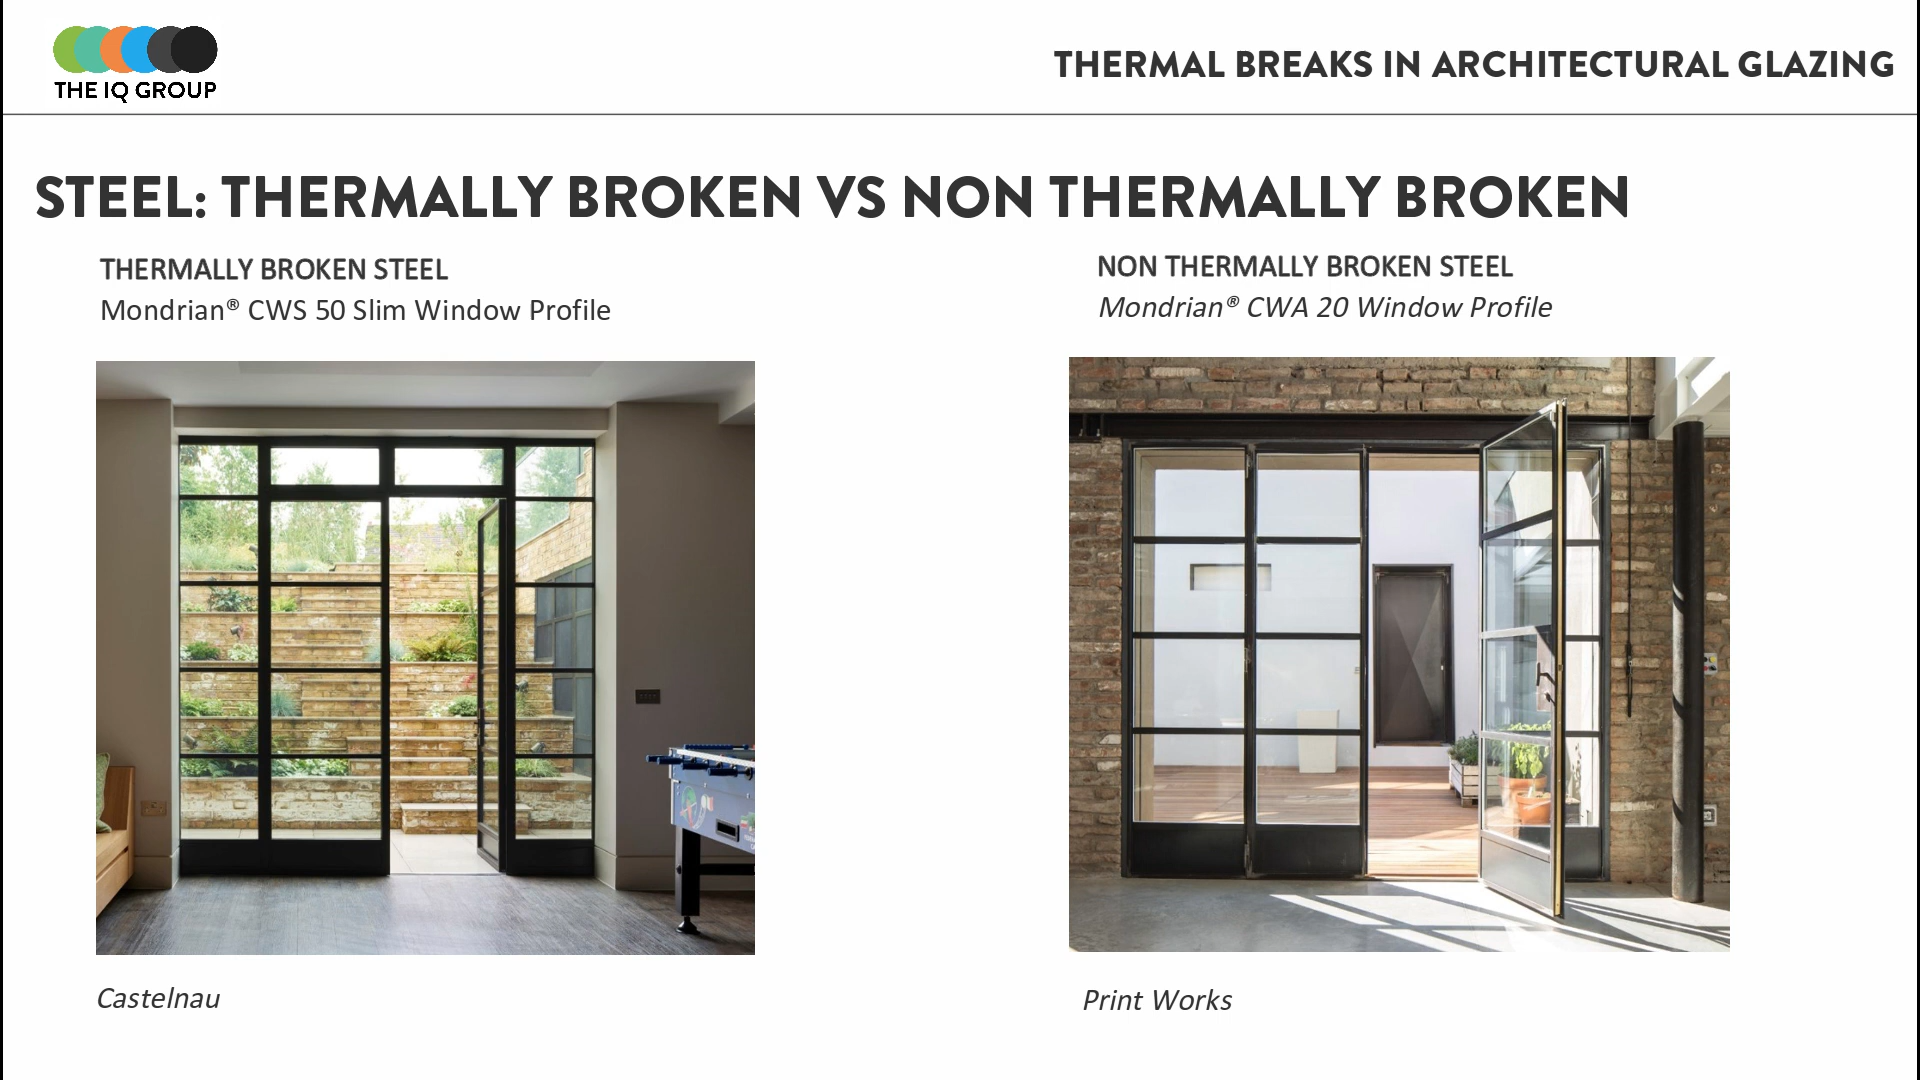 THE IQ GROUP
THERMAL BREAKS IN ARCHITECTURAL GLAZING
STEEL: THERMALLY BROKEN VS NON THERMALLY BROKEN
THERMALLY BROKEN STEEL
Mondrian® CWS 50 Slim Window Profile
NON THERMALLY BROKEN STEEL
Mondrian® CWA 20 Window Profile
Castelnau
Print Works